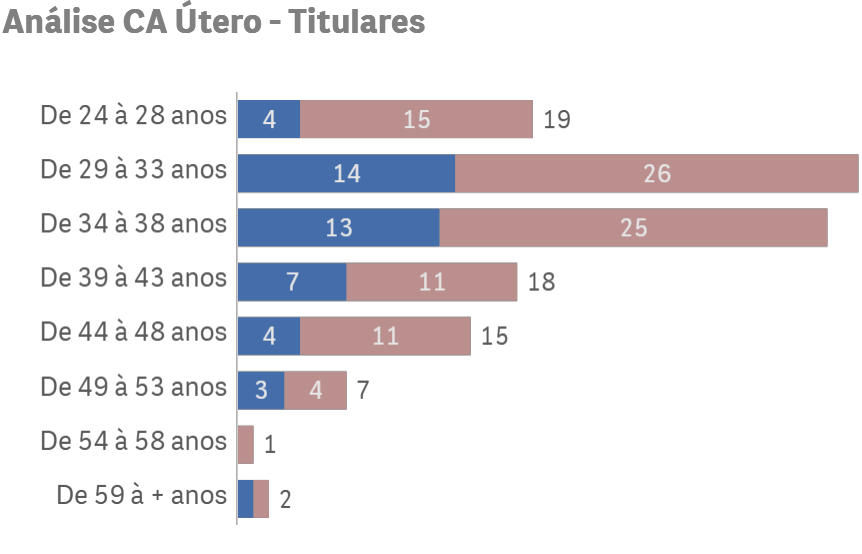 Análise CA Útero - Titulares
De 24 à 28 anos 4 15 19
De 29 à 33 anos 14 26
De 34 à 38 anos 13 25
De 39 à 43 anos 7 11 18
De 44 à 48 anos 4 11 15
De 49 à 53 anos 3 4 7
De 54 à 58 anos 1
De 59 à + anos 2